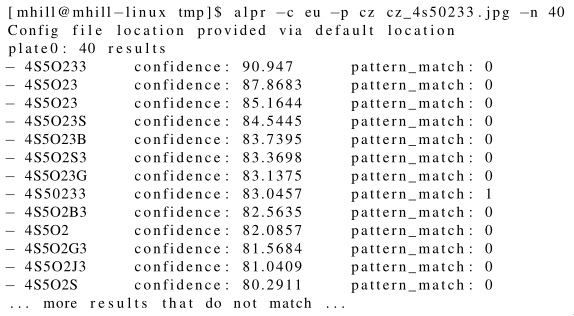 [mhill@mhill-linux tmp]$ alpr -c eu -p cz cz_4s50233.jpg -n 40
Config file location provided via default location
plate0: 40 results
- 4S5O233 confidence: 90.947 pattern_match: 0
- 4S5O23 confidence: 87.8683 pattern_match: 0
- 4S5O23 confidence: 85.1644 pattern_match: 0
- 4S5O23S confidence: 84.5445 pattern_match: 0
- 4S5O23B confidence: 83.7395 pattern_match: 0
- 4S5O2S3 confidence: 83.3698 pattern_match: 0
- 4S5O23G confidence: 83.1375 pattern_match: 0
- 4S50233 confidence: 83.0457 pattern_match: 1
- 4S5O2B3 confidence: 82.5635 pattern_match: 0
- 4S5O2 confidence: 82.0857 pattern_match: 0
- 4S5O2G3 confidence: 81.5684 pattern_match: 0
- 4S5O2J3 confidence: 81.0409 pattern_match: 0
- 4S5O2S confidence: 80.2911 pattern_match: 0
... more results that do not match ...